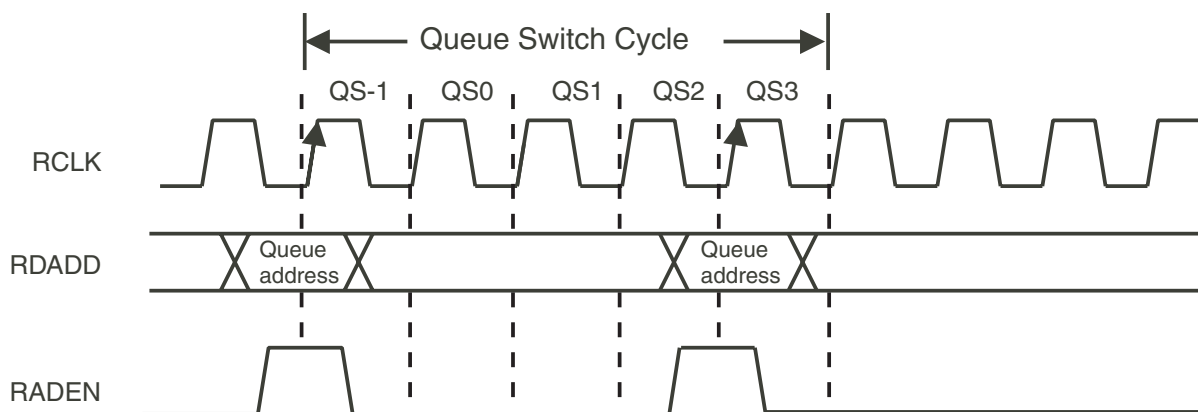 Queue Switch Cycle
QS-1 QS0 QS1 QS2 QS3
RCLK
RDADD
Queue address
Queue address
RADEN